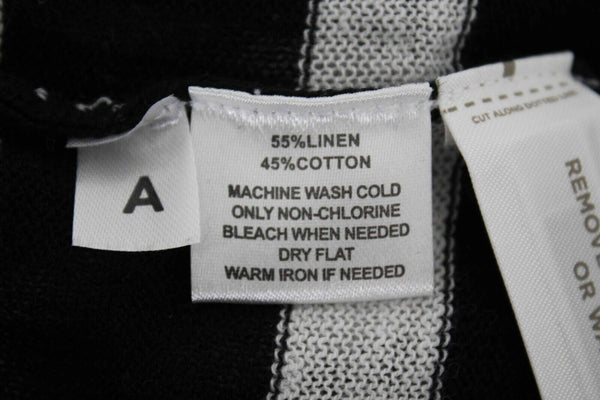 A
55%LINEN
45%COTTON
MACHINE WASH COLD
ONLY NON-CHLORINE
BLEACH WHEN NEEDED
DRY FLAT
WARM IRON IF NEEDED
CUT ALONG DOTTED LINE
REMOVE
OR